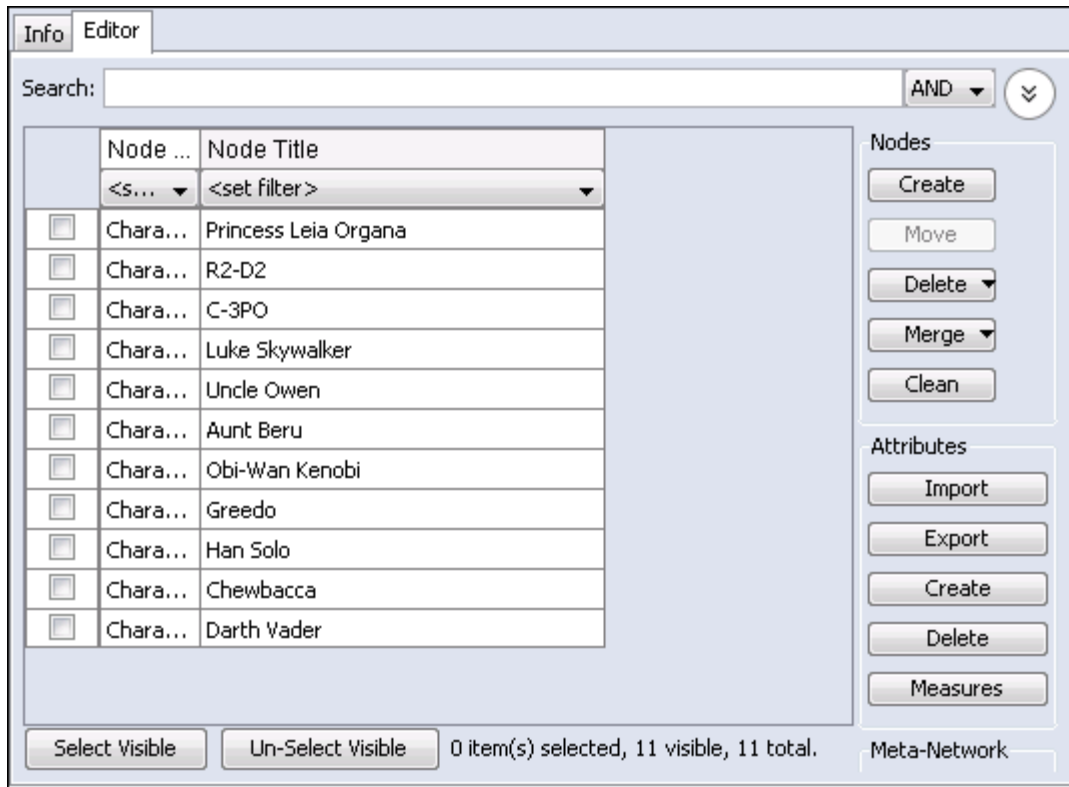 Info Editor
Search: AND
Node ... Node Title
<s... <set filter>
Chara... Princess Leia Organa
Chara... R2-D2
Chara... C-3PO
Chara... Luke Skywalker
Chara... Uncle Owen
Chara... Aunt Beru
Chara... Obi-Wan Kenobi
Chara... Greedo
Chara... Han Solo
Chara... Chewbacca
Chara... Darth Vader
Select Visible Un-Select Visible 0 item(s) selected, 11 visible, 11 total.
Nodes
Create
Move
Delete
Merge
Clean
Attributes
Import
Export
Create
Delete
Measures
Meta-Network